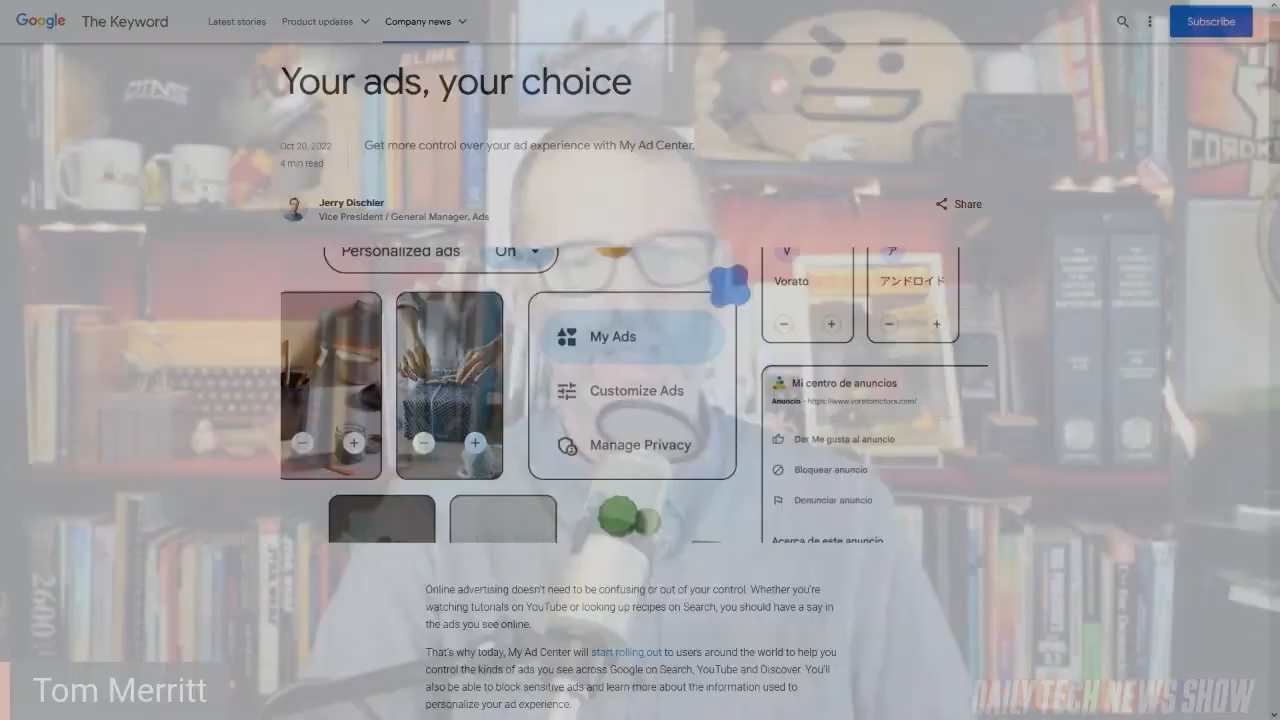 Google The Keyword Latest stories Product updates Company news Subscribe
Your ads, your choice
Oct 20, 2022
4 min read
Get more control over your ad experience with My Ad Center.
Jerry Dischler
Vice President / General Manager, Ads
Share
Personalized ads On
V
ア
Vorato
アンドロイド
My Ads
Customize Ads
Manage Privacy
Mi centro de anuncios
Anuncio · https://www.voratomotors.com/
Dar Me gusta al anuncio
Bloquear anuncio
Denunciar anuncio
Acerca de este anuncio
Online advertising doesn't need to be confusing or out of your control. Whether you're
watching tutorials on YouTube or looking up recipes on Search, you should have a say in
the ads you see online.
That's why today, My Ad Center will start rolling out to users around the world to help you
control the kinds of ads you see across Google on Search, YouTube and Discover. You'll
also be able to block sensitive ads and learn more about the information used to
personalize your ad experience.
2600
Tom Merritt
DAILY TECH NEWS SHOW